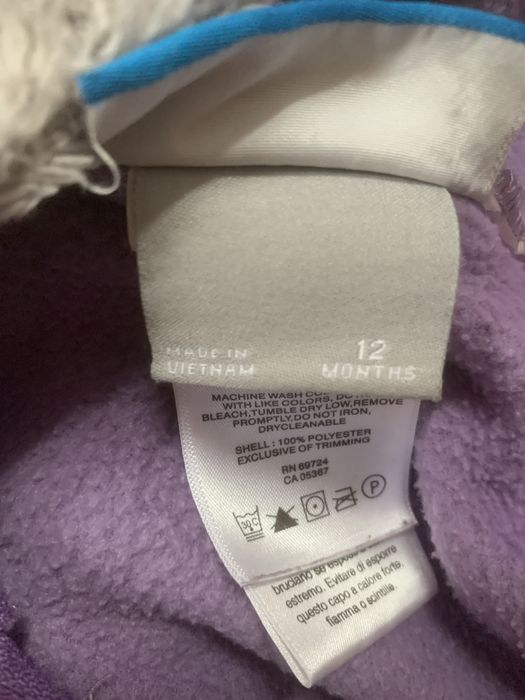 MADE IN
VIETNAM
12
MONTHS
MACHINE WASH
WITH LIKE COLORS,
BLEACH,TUMBLE DRY LOW,REMOVE
PROMPTLY.DO NOT IRON,
DRYCLEANABLE
SHELL : 100% POLYESTER
EXCLUSIVE OF TRIMMING
RN 69724
CA 05367
30°C
P
bruciano se
estremo. Evitare di esporre
questo capo a calore forte,
fiamma o scintille.